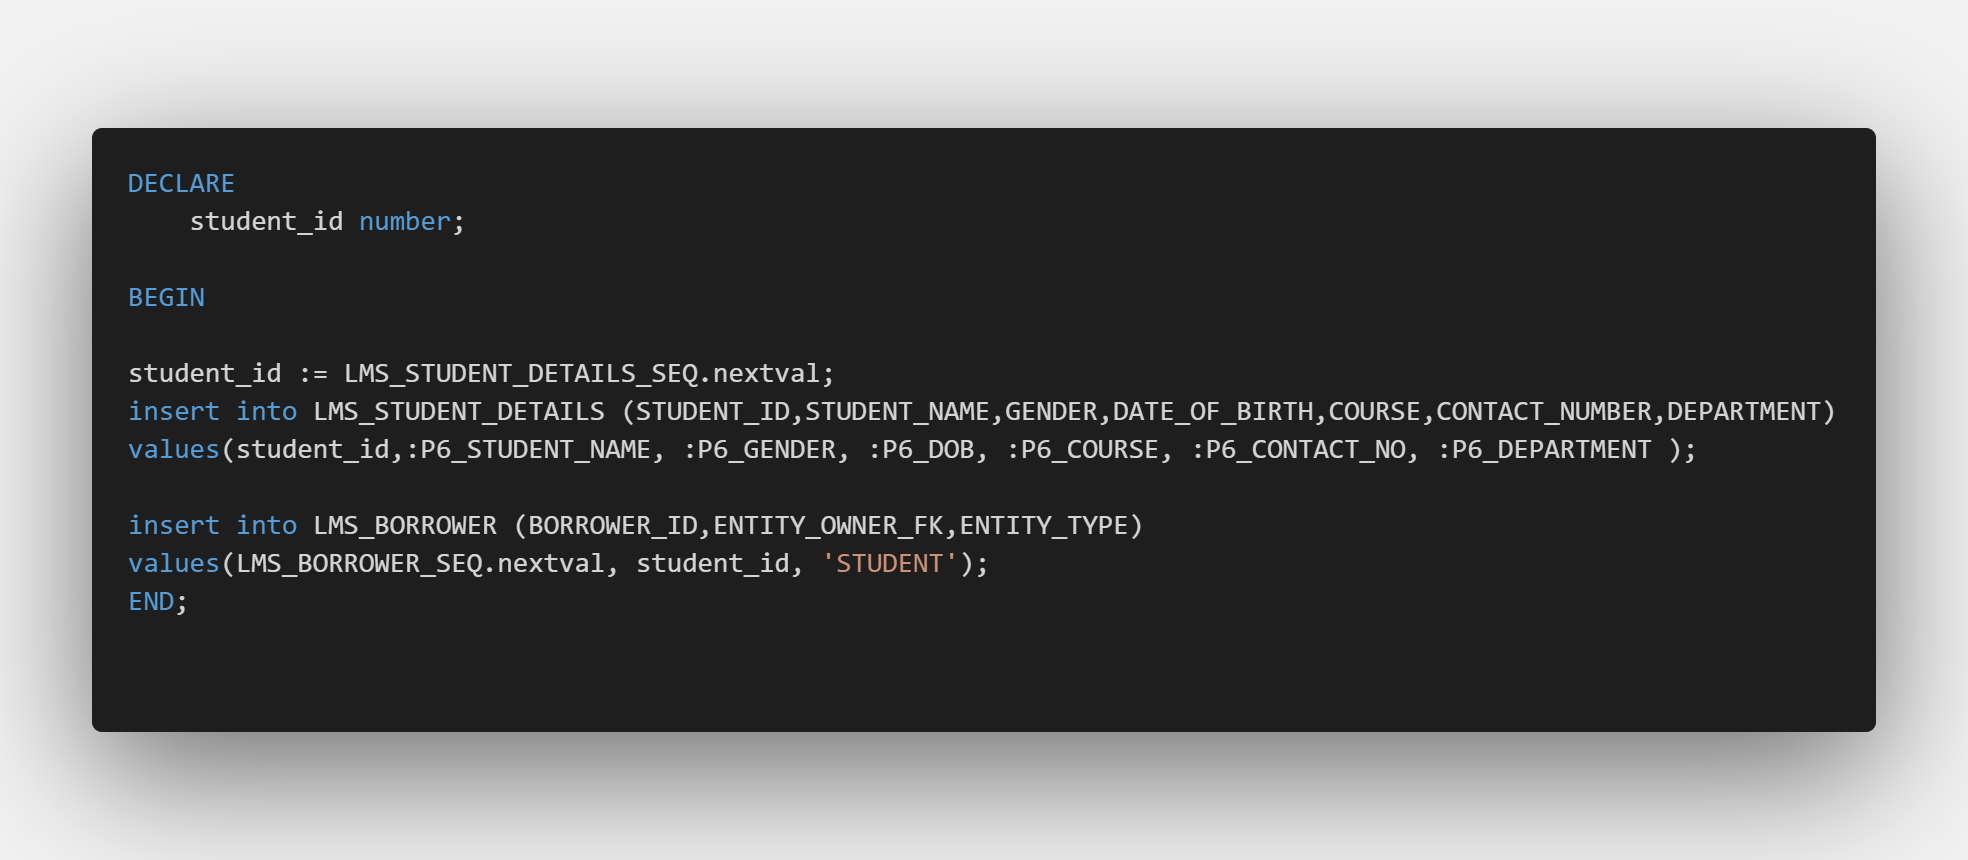 DECLARE
    student_id number;
BEGIN
student_id := LMS_STUDENT_DETAILS_SEQ.nextval;
insert into LMS_STUDENT_DETAILS (STUDENT_ID,STUDENT_NAME,GENDER,DATE_OF_BIRTH,COURSE,CONTACT_NUMBER,DEPARTMENT)
values(student_id,:P6_STUDENT_NAME, :P6_GENDER, :P6_DOB, :P6_COURSE, :P6_CONTACT_NO, :P6_DEPARTMENT );
insert into LMS_BORROWER (BORROWER_ID,ENTITY_OWNER_FK,ENTITY_TYPE)
values(LMS_BORROWER_SEQ.nextval, student_id, 'STUDENT');
END;